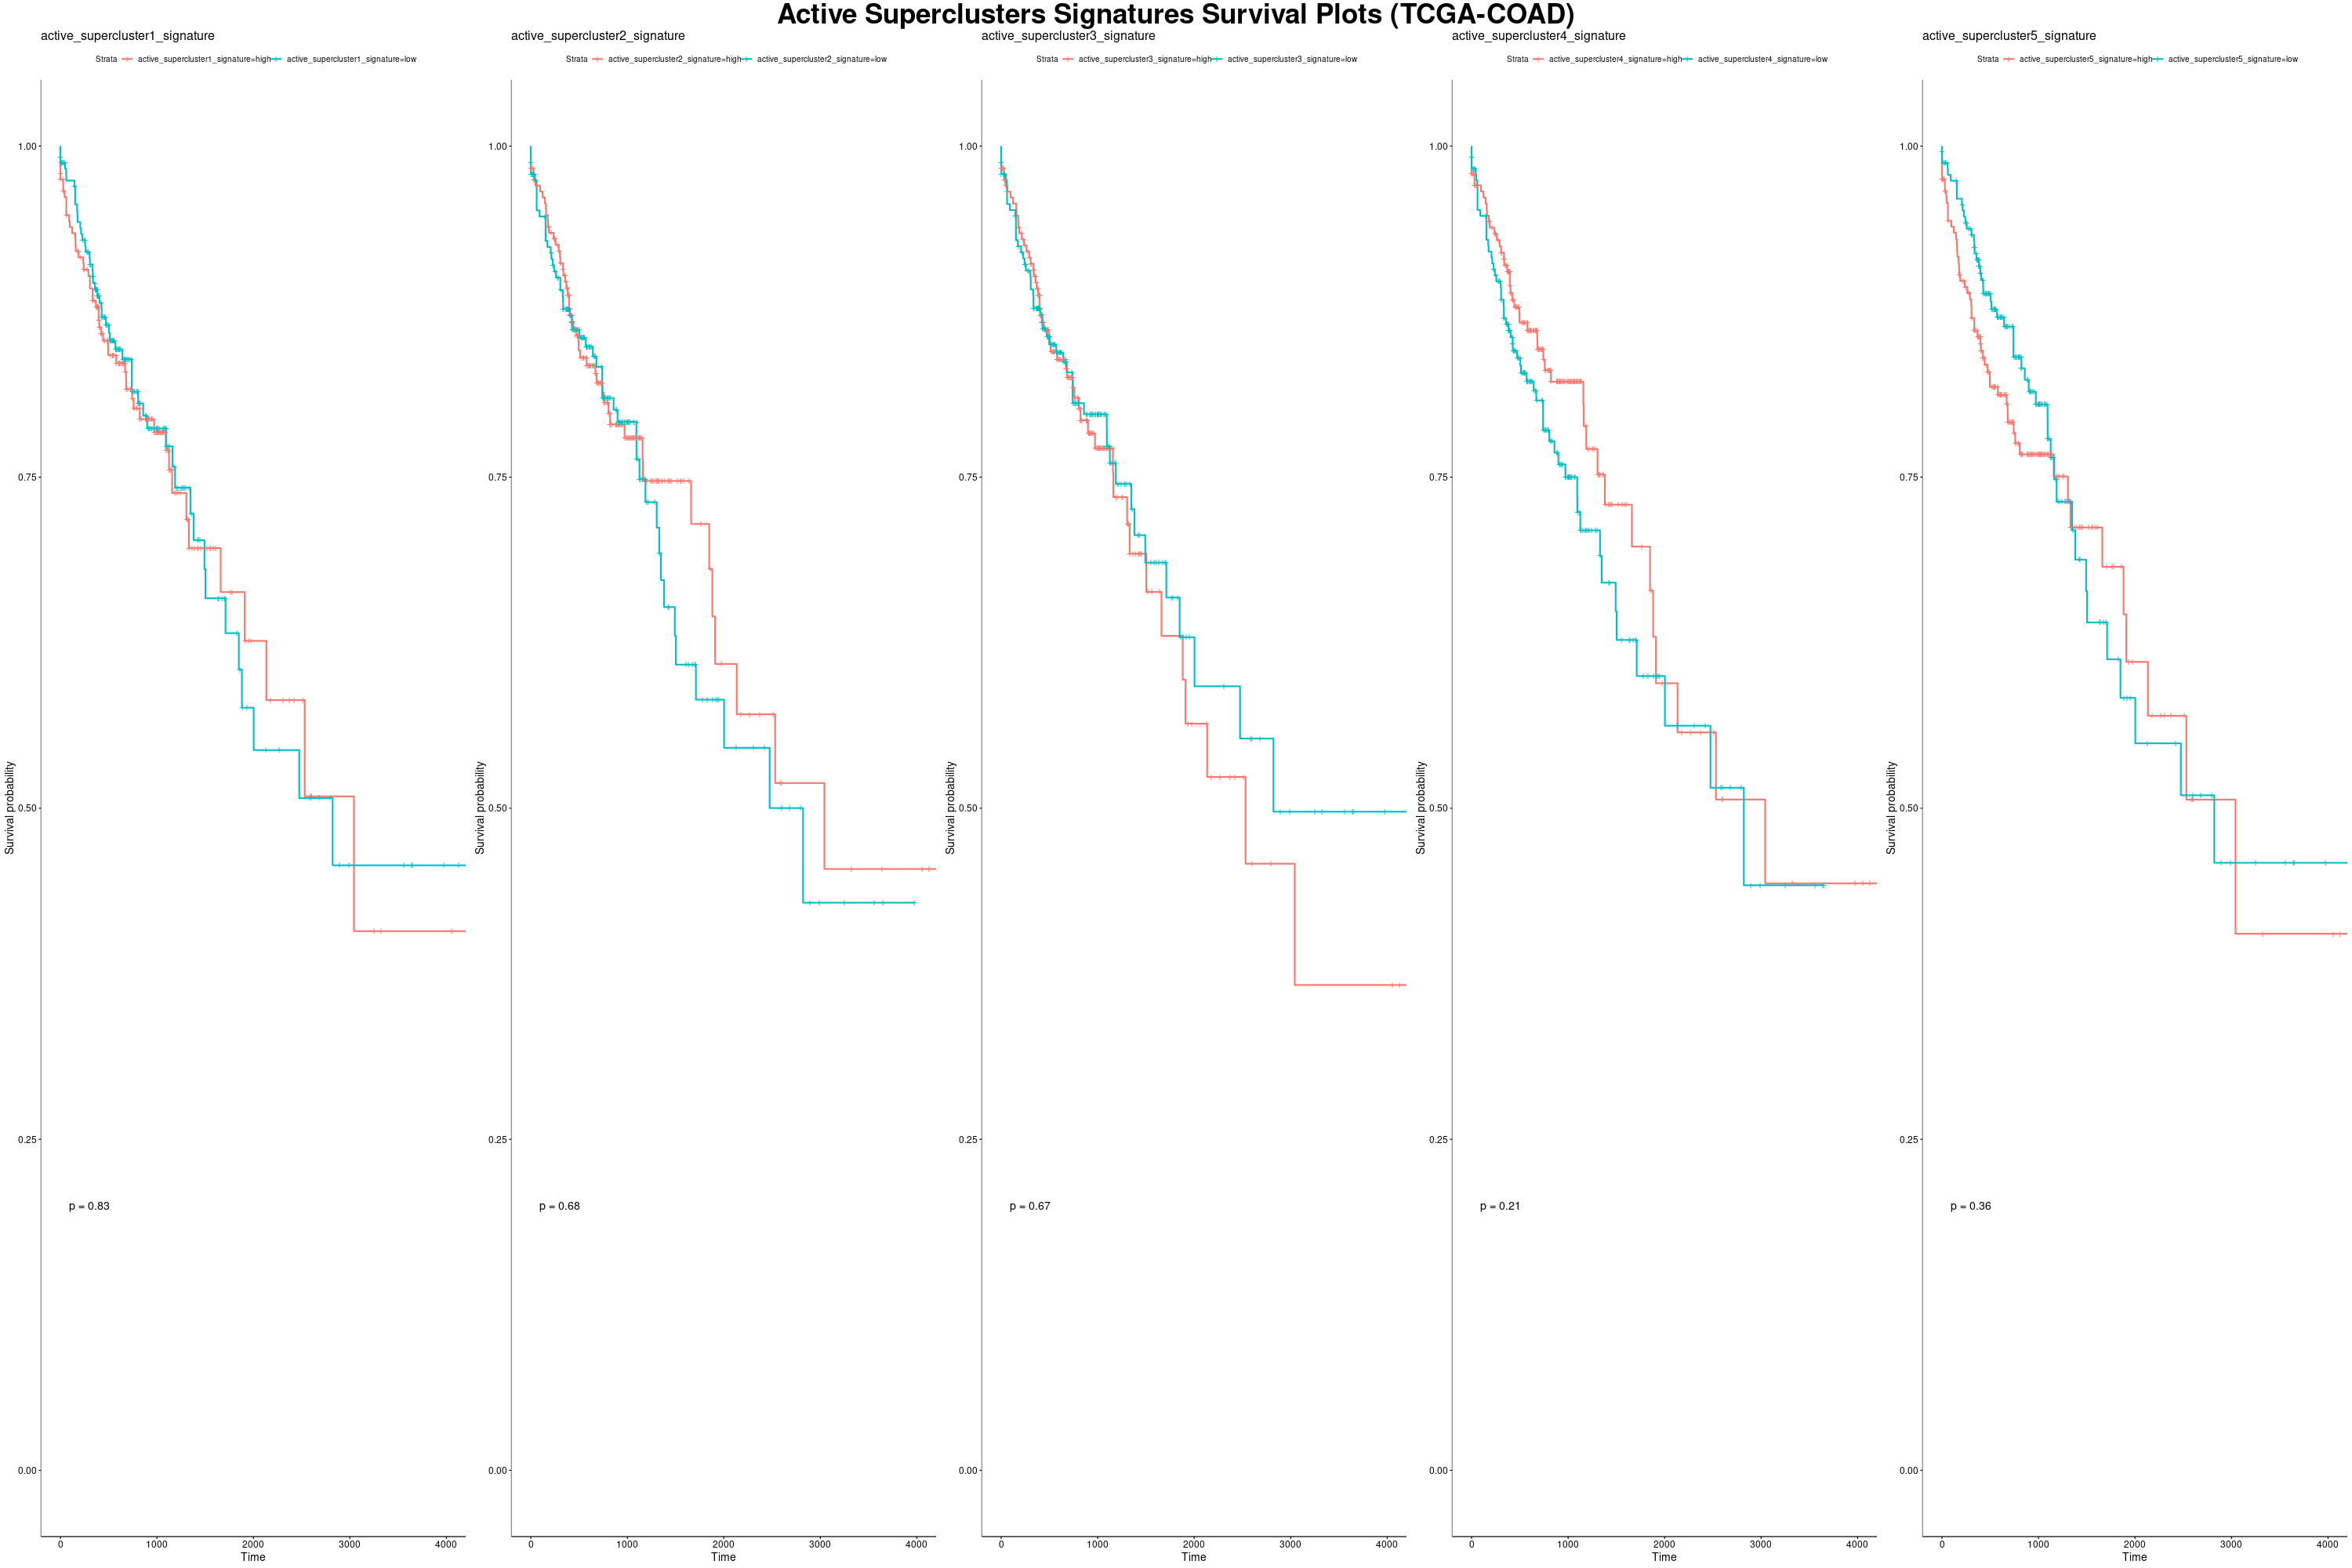 Active Superclusters Signatures Survival Plots (TCGA-COAD)
active_supercluster1_signature
Strata active_supercluster1_signature=high active_supercluster1_signature=low
Survival probability
1.00
0.75
0.50
0.25
0.00
p = 0.83
0 1000 2000 3000 4000
Time
active_supercluster2_signature
Strata active_supercluster2_signature=high active_supercluster2_signature=low
Survival probability
1.00
0.75
0.50
0.25
0.00
p = 0.68
0 1000 2000 3000 4000
Time
active_supercluster3_signature
Strata active_supercluster3_signature=high active_supercluster3_signature=low
Survival probability
1.00
0.75
0.50
0.25
0.00
p = 0.67
0 1000 2000 3000 4000
Time
active_supercluster4_signature
Strata active_supercluster4_signature=high active_supercluster4_signature=low
Survival probability
1.00
0.75
0.50
0.25
0.00
p = 0.21
0 1000 2000 3000 4000
Time
active_supercluster5_signature
Strata active_supercluster5_signature=high active_supercluster5_signature=low
Survival probability
1.00
0.75
0.50
0.25
0.00
p = 0.36
0 1000 2000 3000 4000
Time